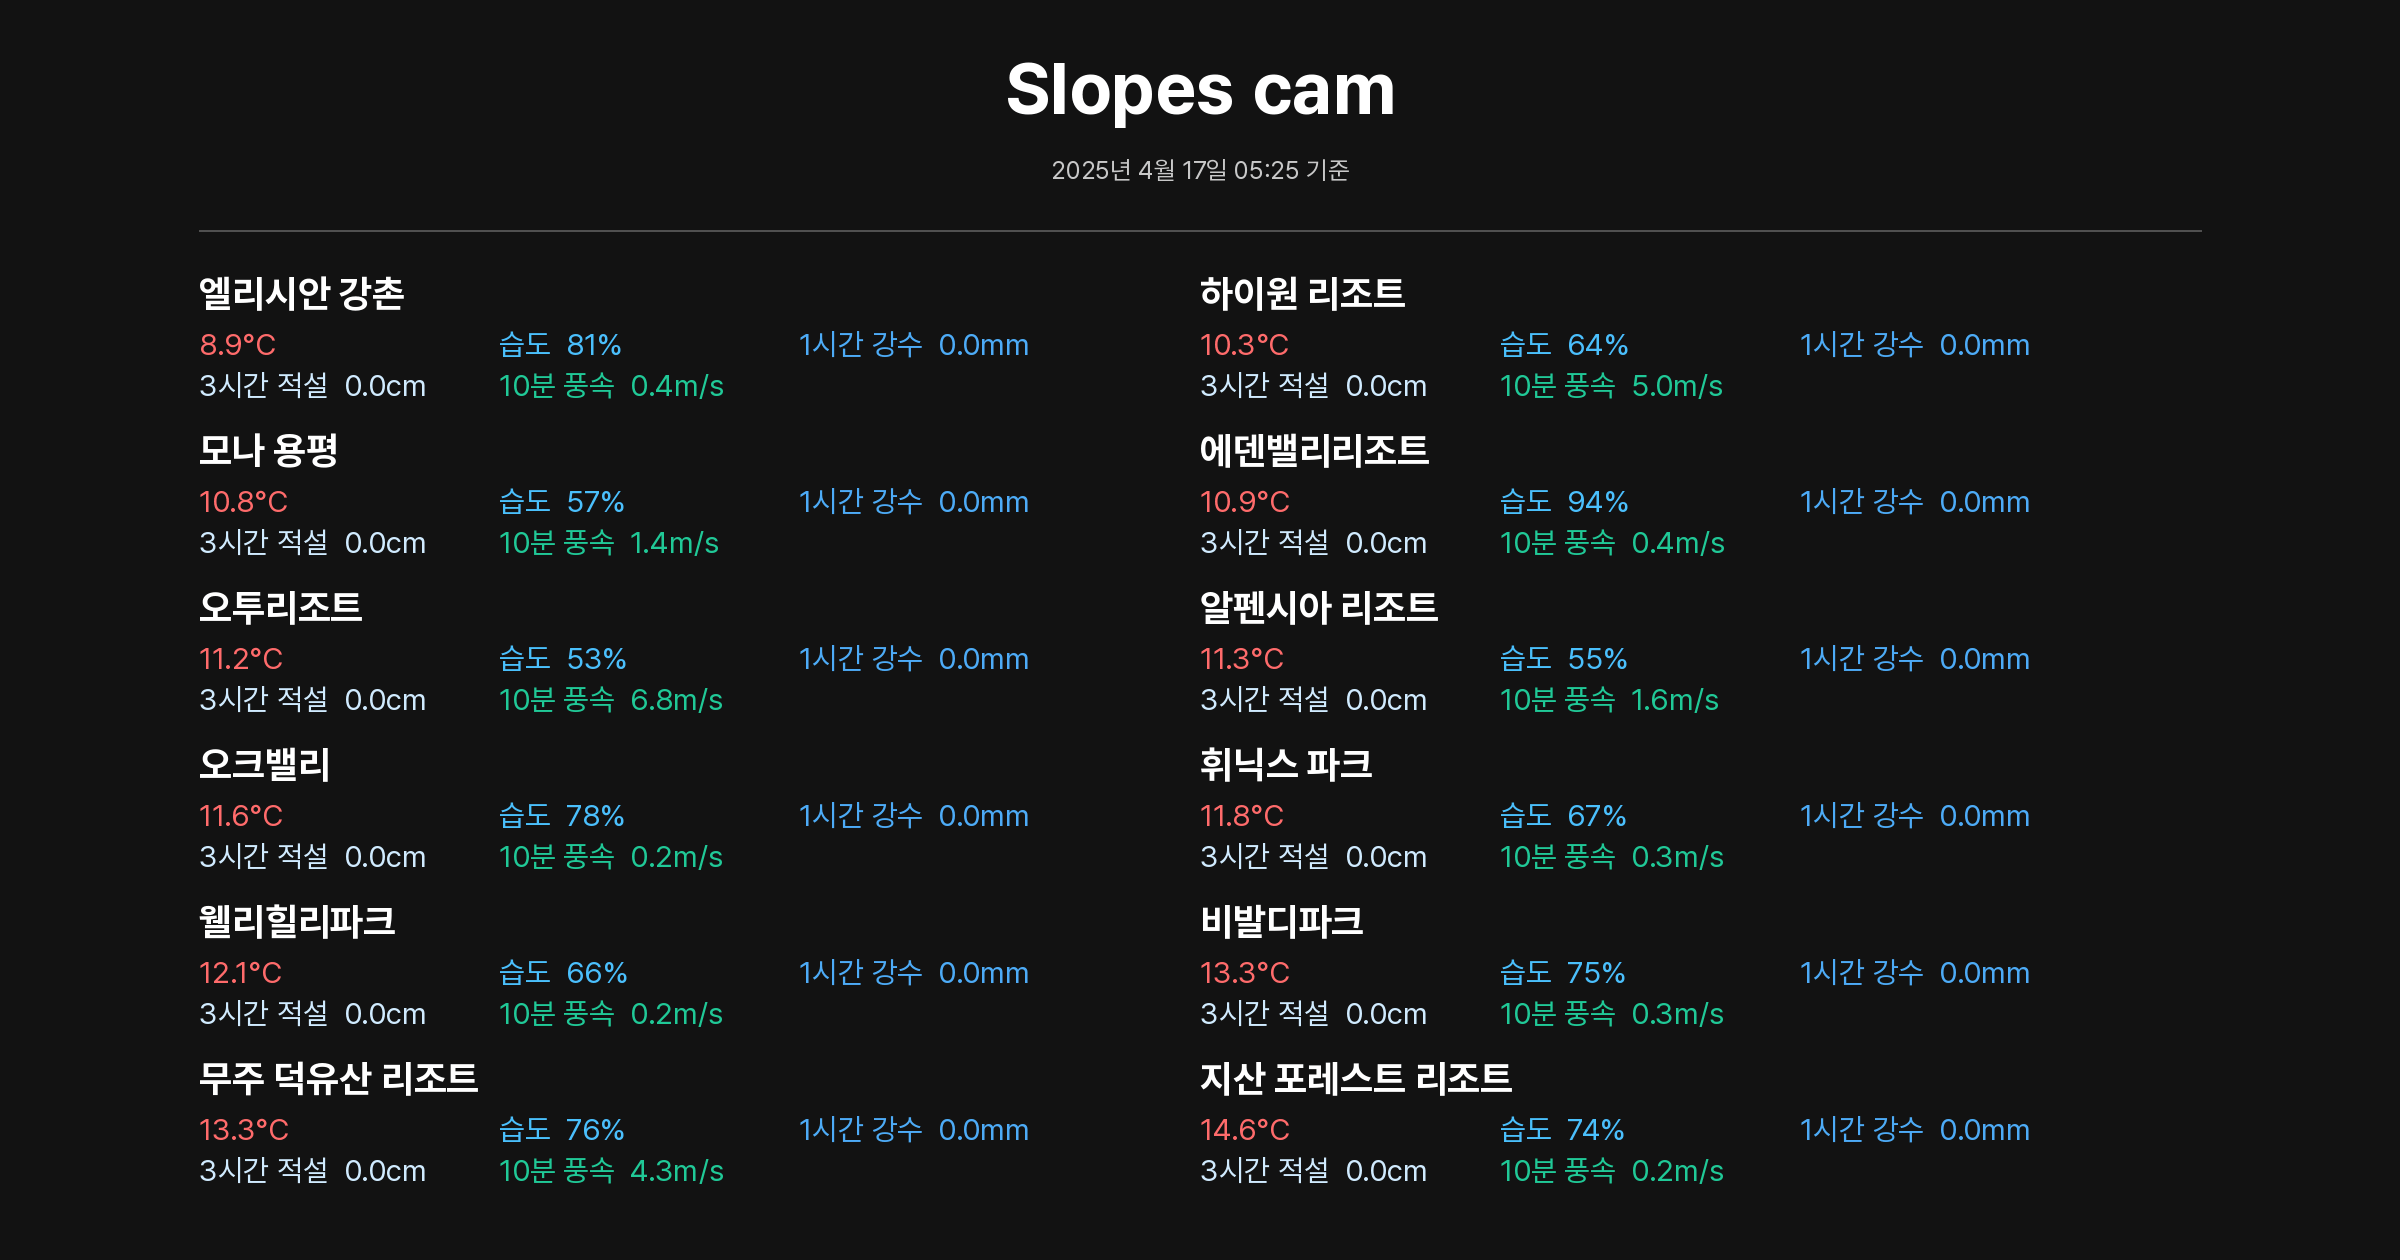 Slopes cam
2025년 4월 17일 05:25 기준
엘리시안 강촌
8.9°C 습도 81% 1시간 강수 0.0mm
3시간 적설 0.0cm 10분 풍속 0.4m/s
하이원 리조트
10.3°C 습도 64% 1시간 강수 0.0mm
3시간 적설 0.0cm 10분 풍속 5.0m/s
모나 용평
10.8°C 습도 57% 1시간 강수 0.0mm
3시간 적설 0.0cm 10분 풍속 1.4m/s
에덴밸리리조트
10.9°C 습도 94% 1시간 강수 0.0mm
3시간 적설 0.0cm 10분 풍속 0.4m/s
오투리조트
11.2°C 습도 53% 1시간 강수 0.0mm
3시간 적설 0.0cm 10분 풍속 6.8m/s
알펜시아 리조트
11.3°C 습도 55% 1시간 강수 0.0mm
3시간 적설 0.0cm 10분 풍속 1.6m/s
오크밸리
11.6°C 습도 78% 1시간 강수 0.0mm
3시간 적설 0.0cm 10분 풍속 0.2m/s
휘닉스 파크
11.8°C 습도 67% 1시간 강수 0.0mm
3시간 적설 0.0cm 10분 풍속 0.3m/s
웰리힐리파크
12.1°C 습도 66% 1시간 강수 0.0mm
3시간 적설 0.0cm 10분 풍속 0.2m/s
비발디파크
13.3°C 습도 75% 1시간 강수 0.0mm
3시간 적설 0.0cm 10분 풍속 0.3m/s
무주 덕유산 리조트
13.3°C 습도 76% 1시간 강수 0.0mm
3시간 적설 0.0cm 10분 풍속 4.3m/s
지산 포레스트 리조트
14.6°C 습도 74% 1시간 강수 0.0mm
3시간 적설 0.0cm 10분 풍속 0.2m/s